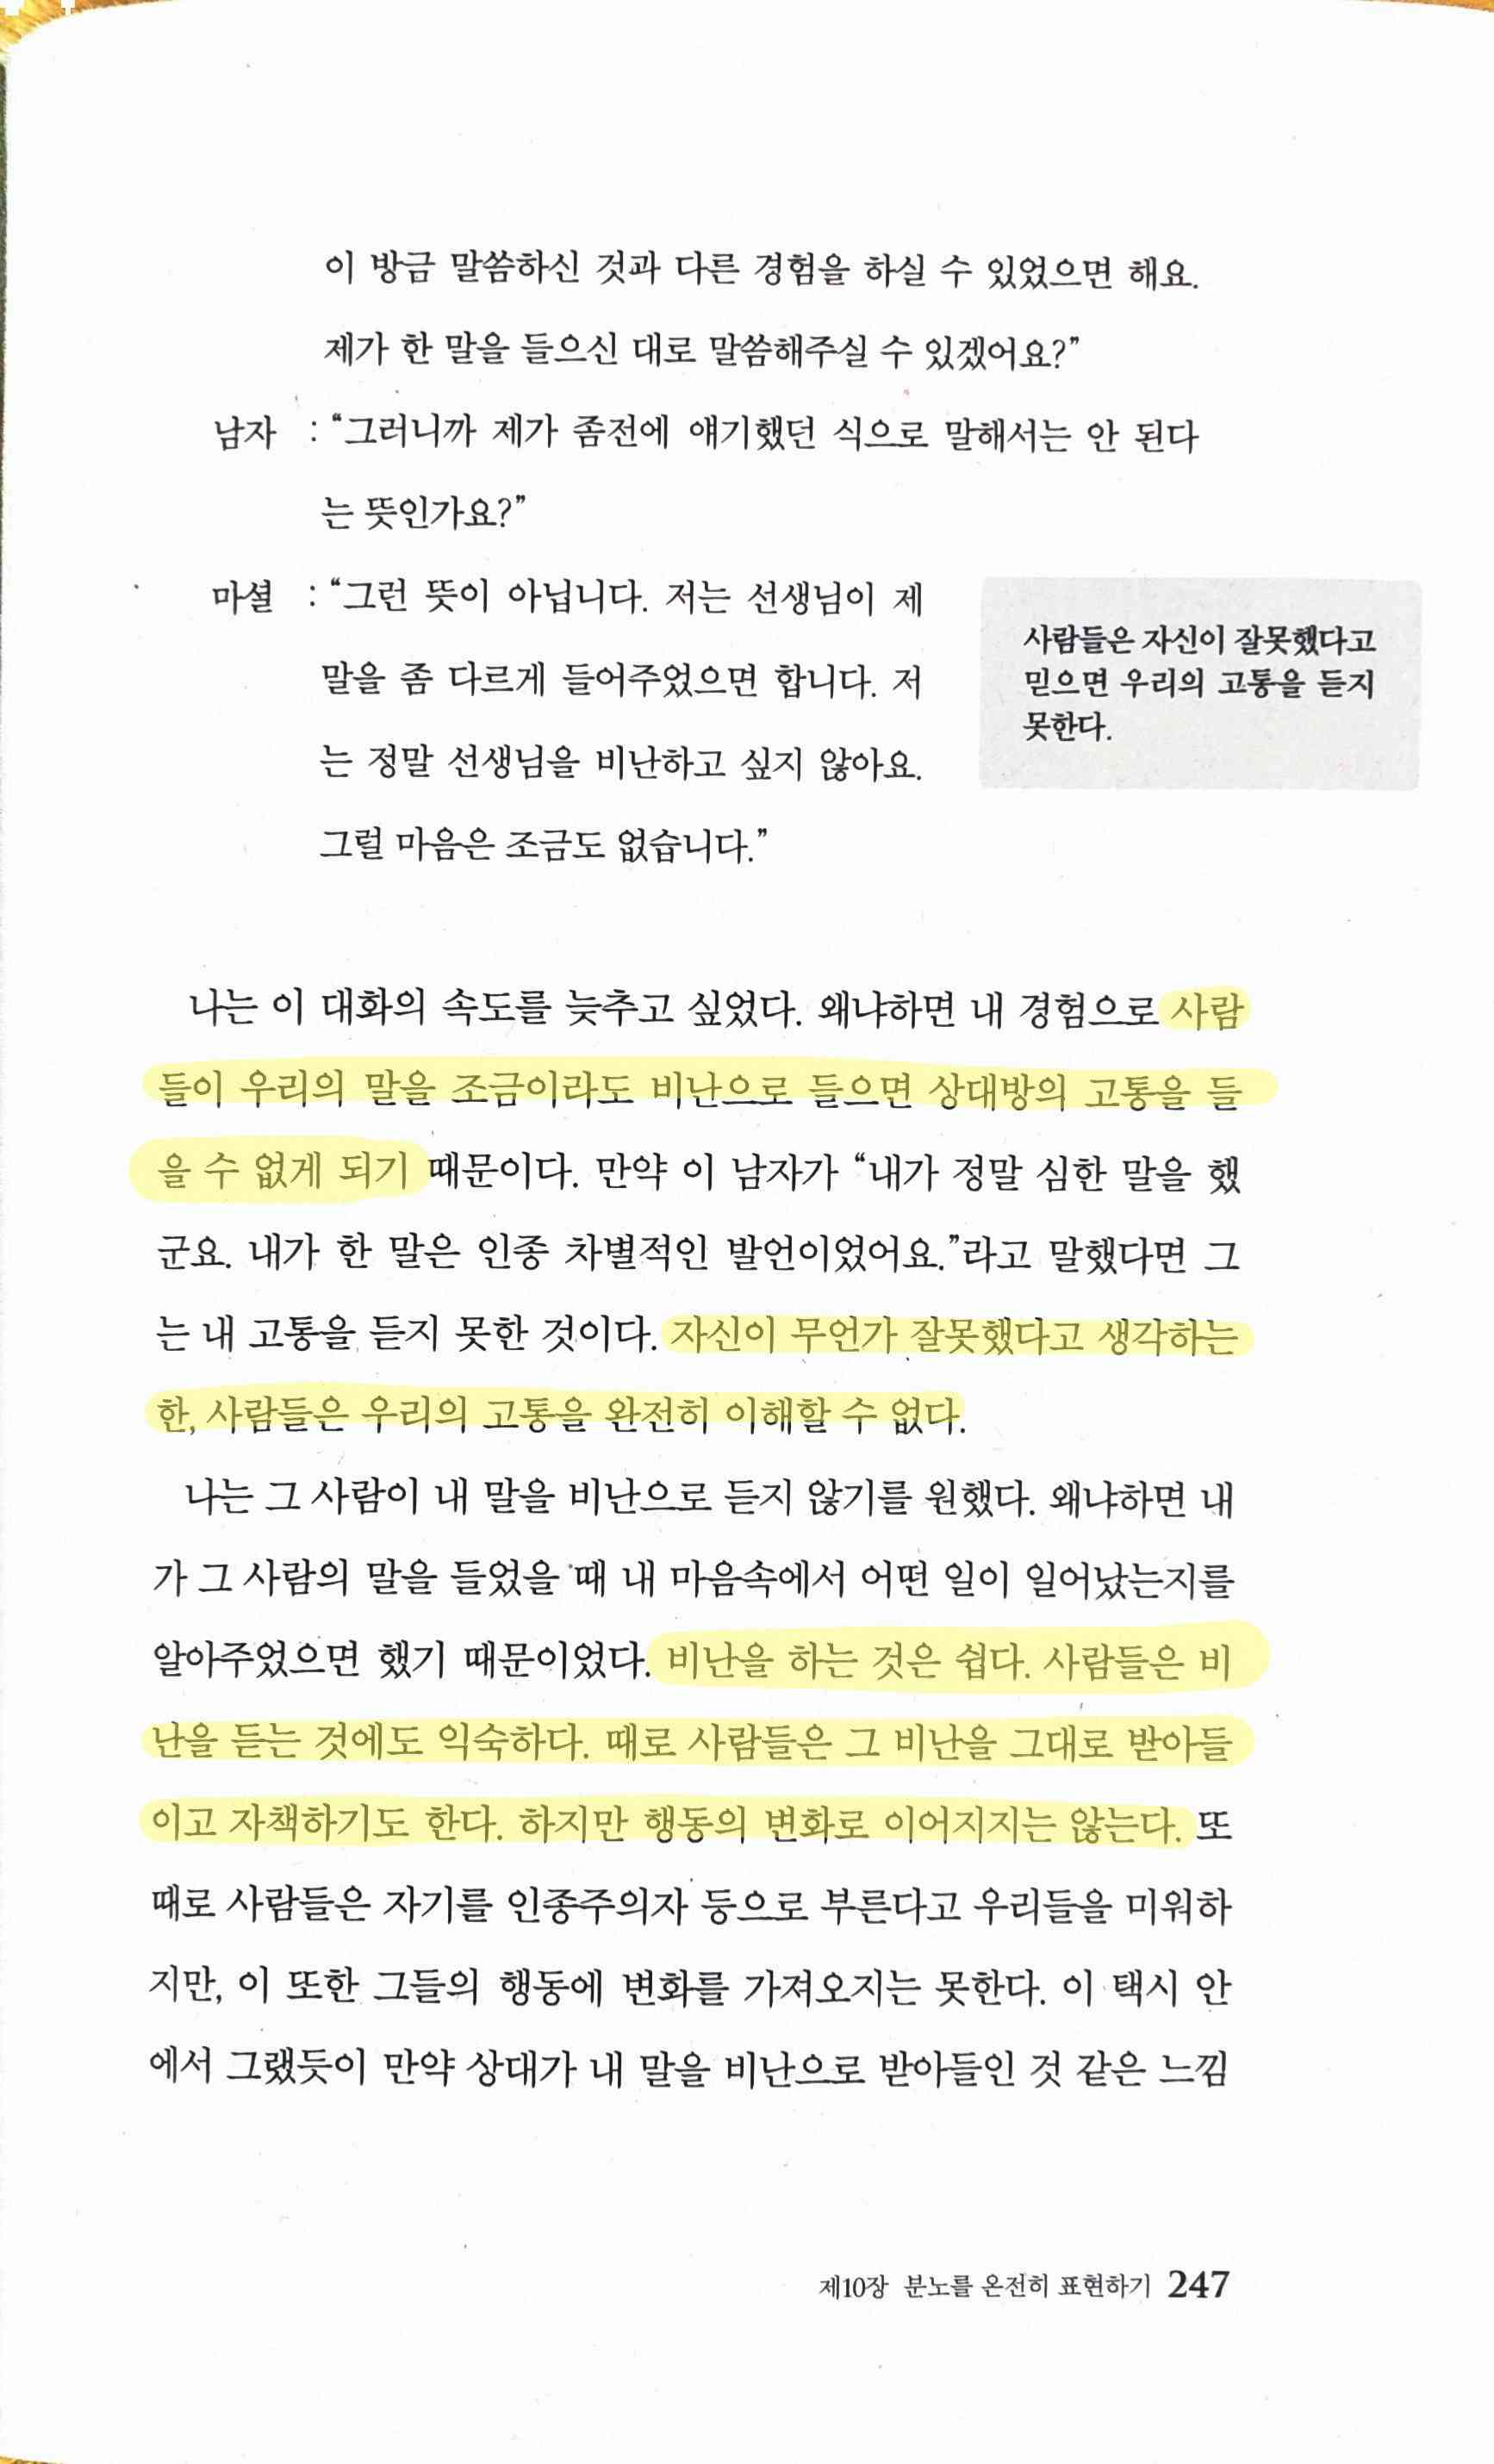 이 방금 말씀하신 것과 다른 경험을 하실 수 있었으면 해요.
제가 한 말을 들으신 대로 말씀해주실 수 있겠어요?”
남자 : “그러니까 제가 좀전에 얘기했던 식으로 말해서는 안 된다
는 뜻인가요?”
마셜 : “그런 뜻이 아닙니다. 저는 선생님이 제
말을 좀 다르게 들어주었으면 합니다. 저
는 정말 선생님을 비난하고 싶지 않아요.
그럴 마음은 조금도 없습니다.”
사람들은 자신이 잘못했다고
믿으면 우리의 고통을 듣지
못한다.
나는 이 대화의 속도를 늦추고 싶었다. 왜냐하면 내 경험으로 사람
들이 우리의 말을 조금이라도 비난으로 들으면 상대방의 고통을 들
을 수 없게 되기 때문이다. 만약 이 남자가 “내가 정말 심한 말을 했
군요. 내가 한 말은 인종 차별적인 발언이었어요.”라고 말했다면 그
는 내 고통을 듣지 못한 것이다. 자신이 무언가 잘못했다고 생각하는
한, 사람들은 우리의 고통을 완전히 이해할 수 없다.
나는 그 사람이 내 말을 비난으로 듣지 않기를 원했다. 왜냐하면 내
가 그 사람의 말을 들었을 때 내 마음속에서 어떤 일이 일어났는지를
알아주었으면 했기 때문이었다. 비난을 하는 것은 쉽다. 사람들은 비
난을 듣는 것에도 익숙하다. 때로 사람들은 그 비난을 그대로 받아들
이고 자책하기도 한다. 하지만 행동의 변화로 이어지지는 않는다. 또
때로 사람들은 자기를 인종주의자 등으로 부른다고 우리들을 미워하
지만, 이 또한 그들의 행동에 변화를 가져오지는 못한다. 이 택시 안
에서 그랬듯이 만약 상대가 내 말을 비난으로 받아들인 것 같은 느낌
제10장 분노를 온전히 표현하기 247